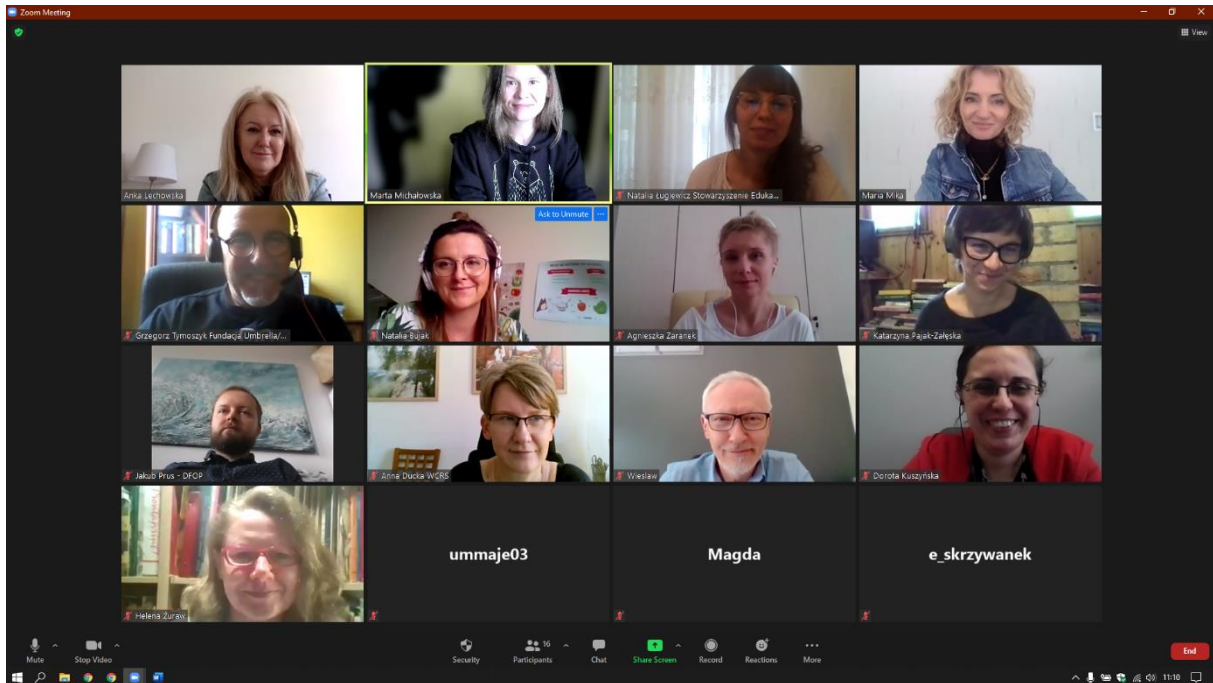 Zoom Meeting
View
Anka Lechowska
Marta Michałowska
Natalia Ługiewicz Stowarzyszenie Eduka...
Maria Mika
Ask to Unmute
Grzegorz Tymoszyk Fundacja Umbrella/...
Natalia Bujak
Agnieszka Zaranek
Katarzyna Pająk-Załęska
Jakub Prus - DFOP
Anna Ducka WCRS
Wiesław
Dorota Kuszyńska
Helena Żuraw
ummaje03
Magda
e_skrzywanek
Mute
Stop Video
Security
16
Participants
Chat
Share Screen
Record
Reactions
More
End
11:10